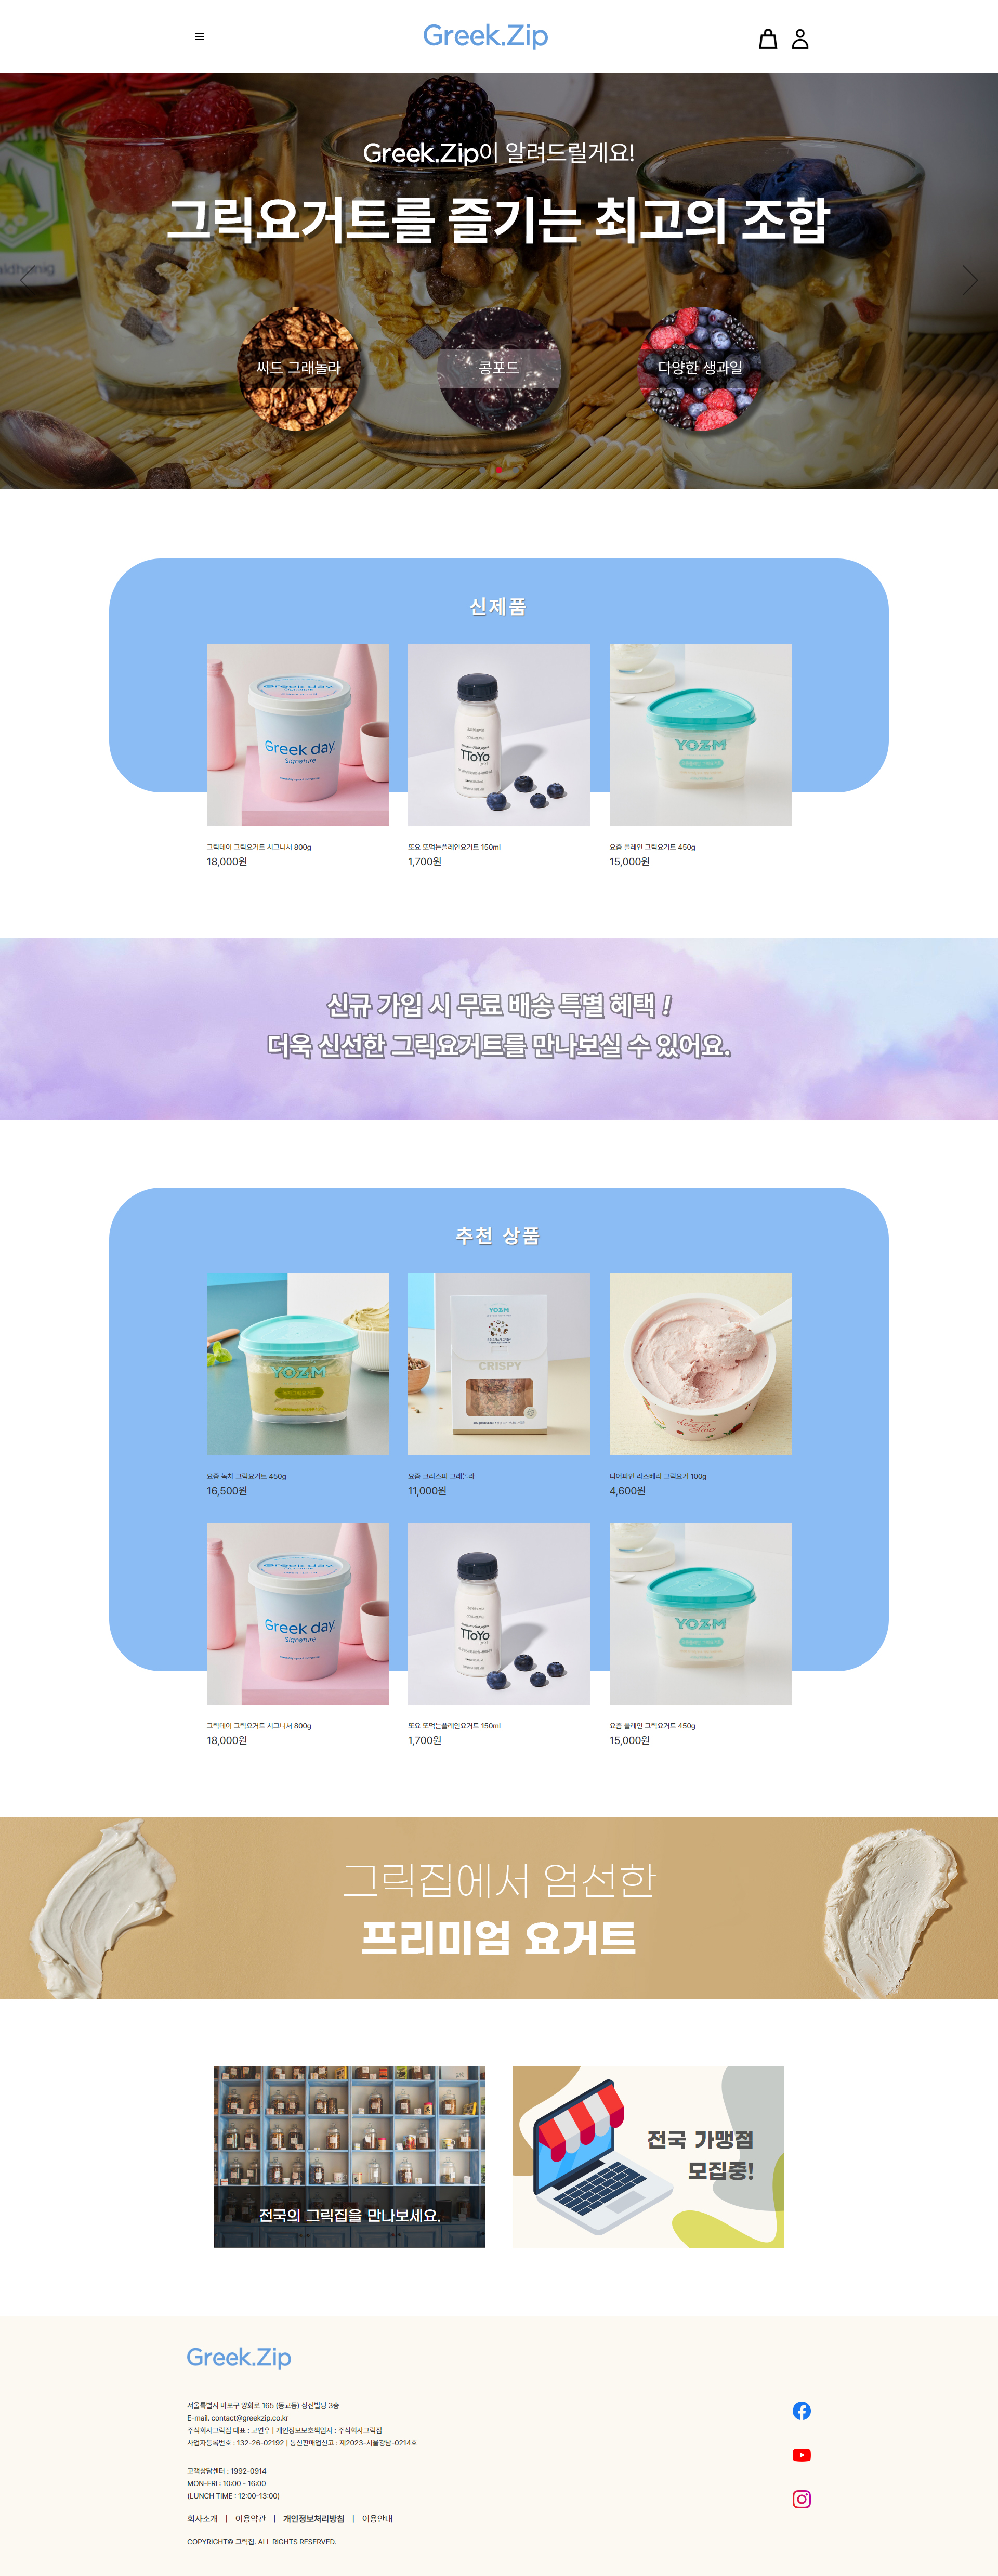 Greek.Zip
Greek.Zip이 알려드릴게요!
그릭요거트를 즐기는 최고의 조합
씨드 그래놀라
콩포드
다양한 생과일
신제품
Greek day
Signature
TToYo
YOZM
그릭데이 그릭요거트 시그니처 800g
18,000원
또요 또먹는플레인요거트 150ml
1,700원
요즘 플레인 그릭요거트 450g
15,000원
신규 가입 시 무료 배송 특별 혜택 !
더욱 신선한 그릭요거트를 만나보실 수 있어요.
추천 상품
YOZM
YOZM
CRISPY
요즘 녹차 그릭요거트 450g
16,500원
요즘 크리스피 그래놀라
11,000원
디어파인 라즈베리 그릭요거 100g
4,600원
Greek day
Signature
TToYo
YOZM
그릭데이 그릭요거트 시그니처 800g
18,000원
또요 또먹는플레인요거트 150ml
1,700원
요즘 플레인 그릭요거트 450g
15,000원
그릭집에서 엄선한
프리미엄 요거트
전국의 그릭집을 만나보세요.
전국 가맹점
모집중!
Greek.Zip
서울특별시 마포구 양화로 165 (동교동) 상진빌딩 3층
E-mail. contact@greekzip.co.kr
주식회사그릭집 대표 : 고연우 | 개인정보보호책임자 : 주식회사그릭집
사업자등록번호 : 132-26-02192 | 통신판매업신고 : 제2023-서울강남-0214호
고객상담센터 : 1992-0914
MON-FRI : 10:00 - 16:00
(LUNCH TIME : 12:00-13:00)
회사소개 | 이용약관 | 개인정보처리방침 | 이용안내
COPYRIGHT© 그릭집. ALL RIGHTS RESERVED.